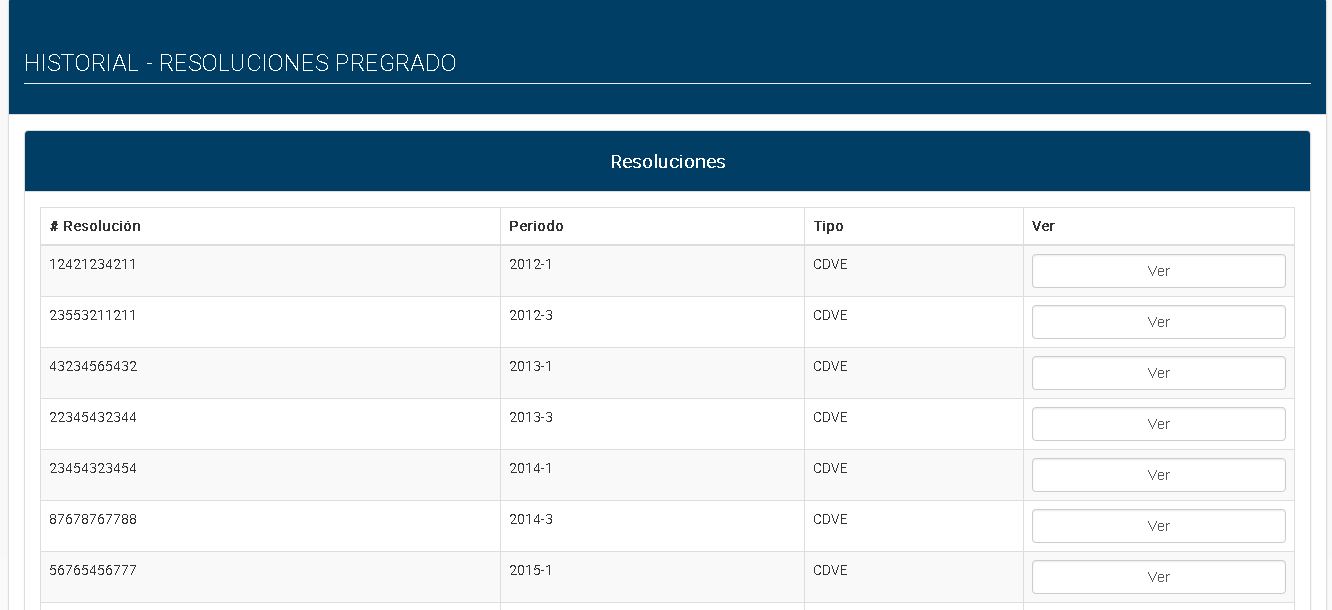 HISTORIAL - RESOLUCIONES PREGRADO
Resoluciones
# Resolución Periodo Tipo Ver
12421234211 2012-1 CDVE Ver
23553211211 2012-3 CDVE Ver
43234565432 2013-1 CDVE Ver
22345432344 2013-3 CDVE Ver
23454323454 2014-1 CDVE Ver
87678767788 2014-3 CDVE Ver
56765456777 2015-1 CDVE Ver